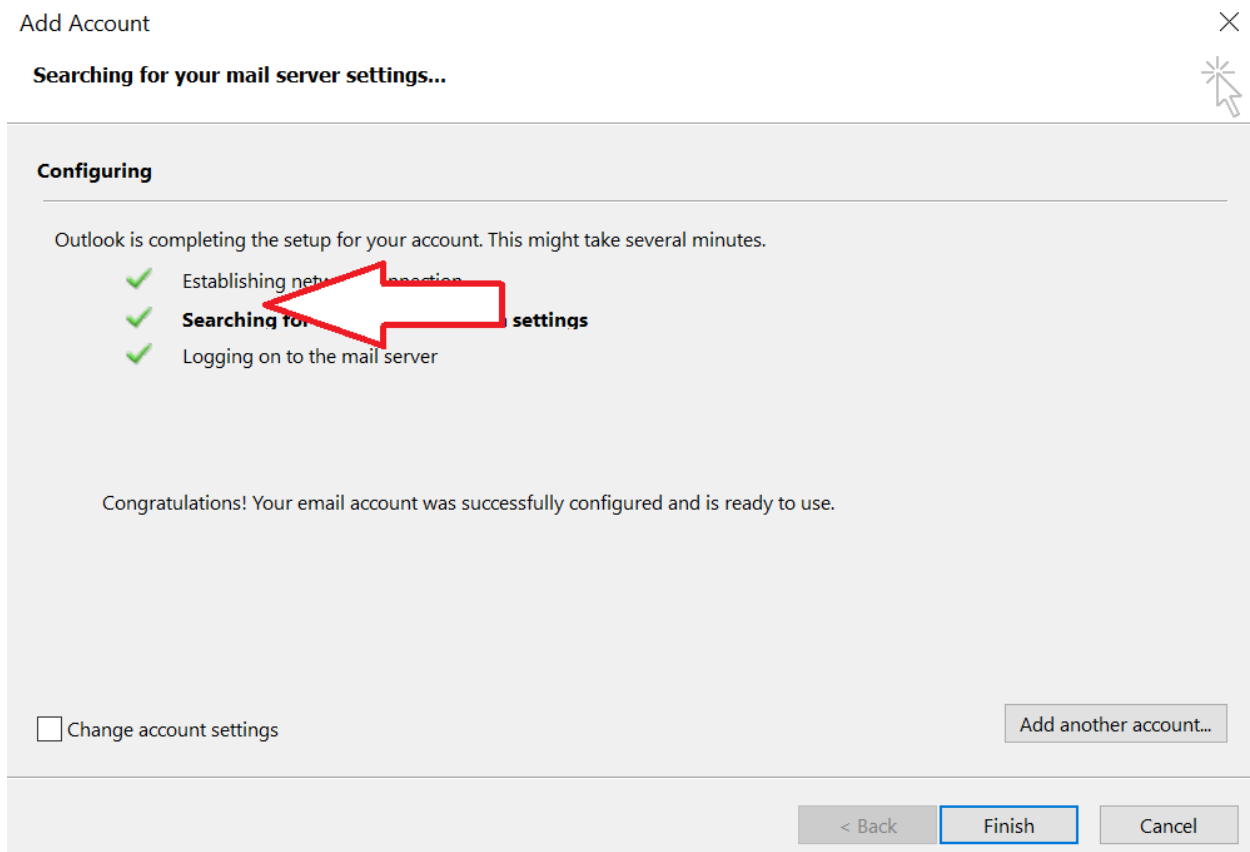 Add Account
Searching for your mail server settings...
Configuring
Outlook is completing the setup for your account. This might take several minutes.
Establishing
Searching for settings
Logging on to the mail server
Congratulations! Your email account was successfully configured and is ready to use.
Change account settings
Add another account...
< Back Finish Cancel